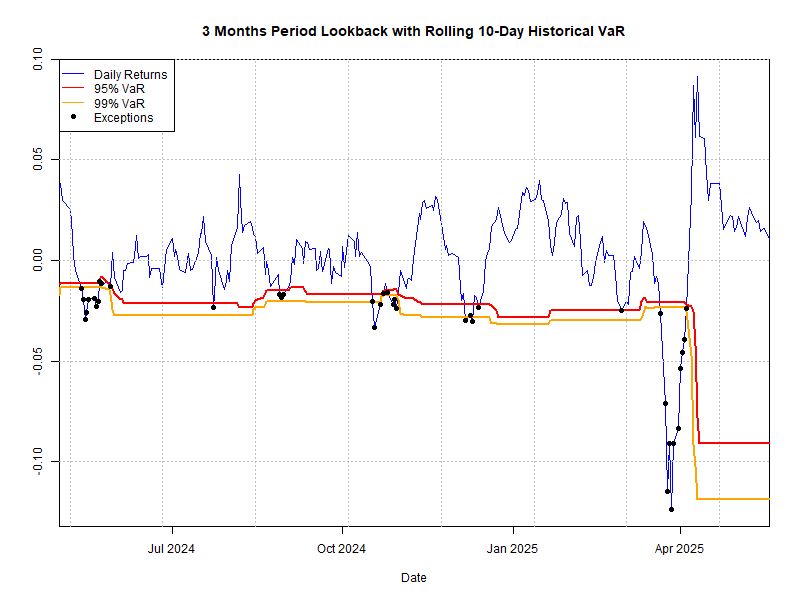 3 Months Period Lookback with Rolling 10-Day Historical VaR
0.10
0.05
0.00
-0.05
-0.10
Daily Returns
95% VaR
99% VaR
Exceptions
Jul 2024
Oct 2024
Jan 2025
Apr 2025
Date